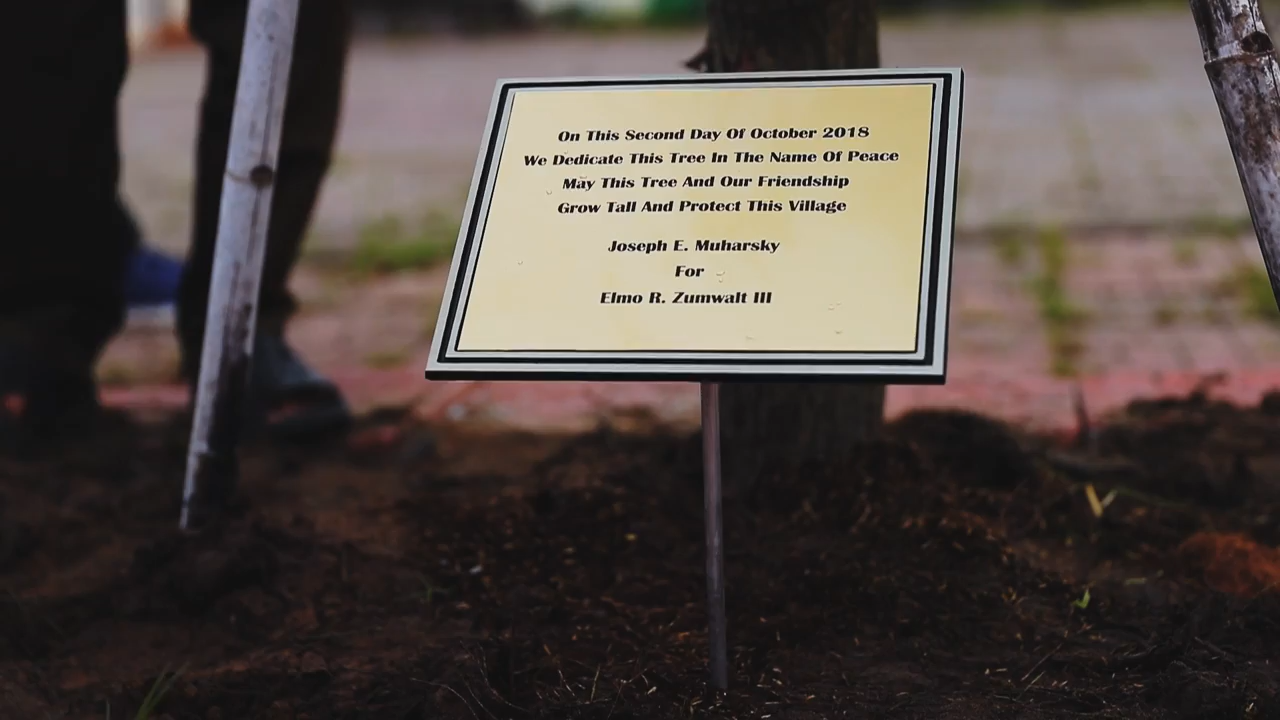 On This Second Day Of October 2018
We Dedicate This Tree In The Name Of Peace
May This Tree And Our Friendship
Grow Tall And Protect This Village
Joseph E. Muharsky
For
Elmo R. Zumwalt III